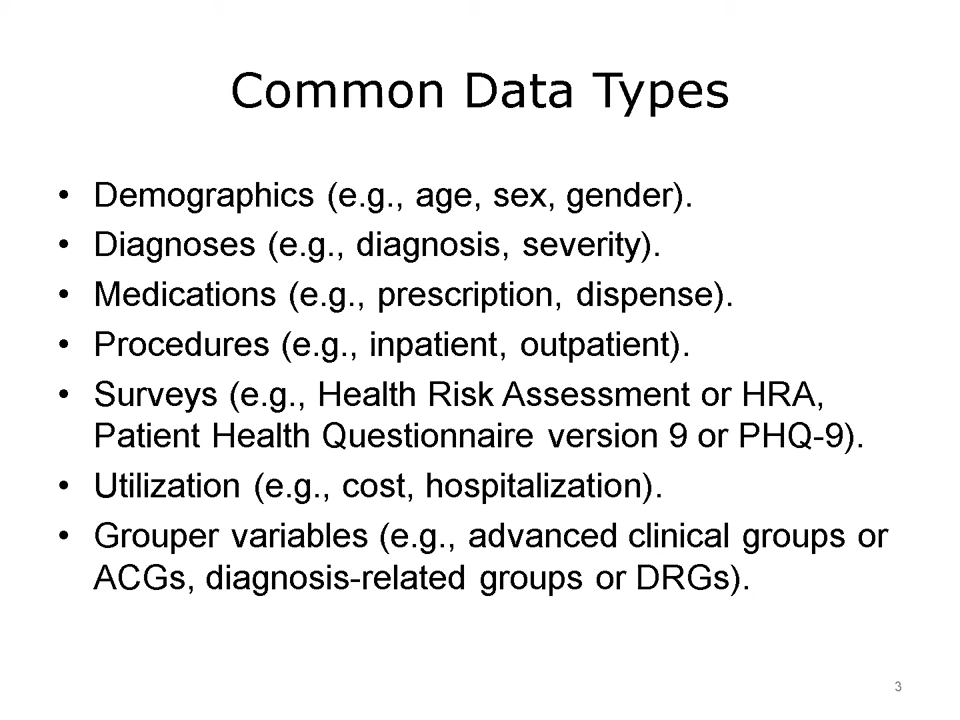 Common Data Types
• Demographics (e.g., age, sex, gender).
• Diagnoses (e.g., diagnosis, severity).
• Medications (e.g., prescription, dispense).
• Procedures (e.g., inpatient, outpatient).
• Surveys (e.g., Health Risk Assessment or HRA,
Patient Health Questionnaire version 9 or PHQ-9).
• Utilization (e.g., cost, hospitalization).
• Grouper variables (e.g., advanced clinical groups or
ACGs, diagnosis-related groups or DRGs).
3